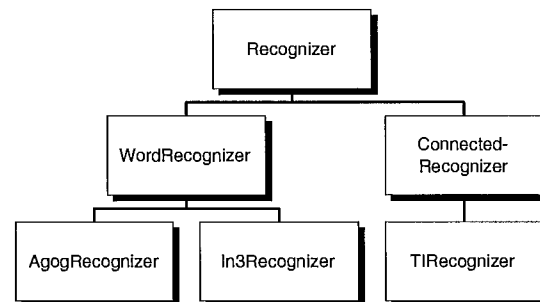 Recognizer
WordRecognizer
Connected-
Recognizer
AgogRecognizer
In3Recognizer
TIRecognizer